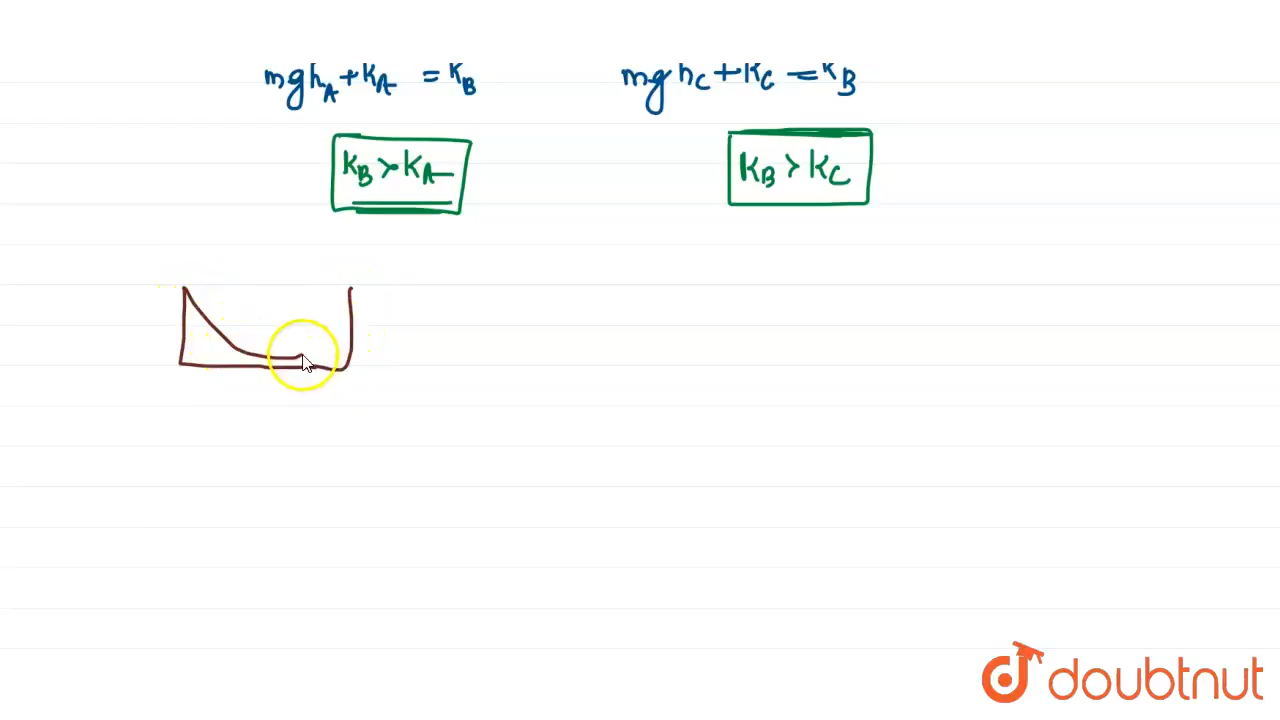 mgh_A + K_A = K_B
mgh_C + K_C = K_B
K_B > K_A
K_B > K_C
doubtnut